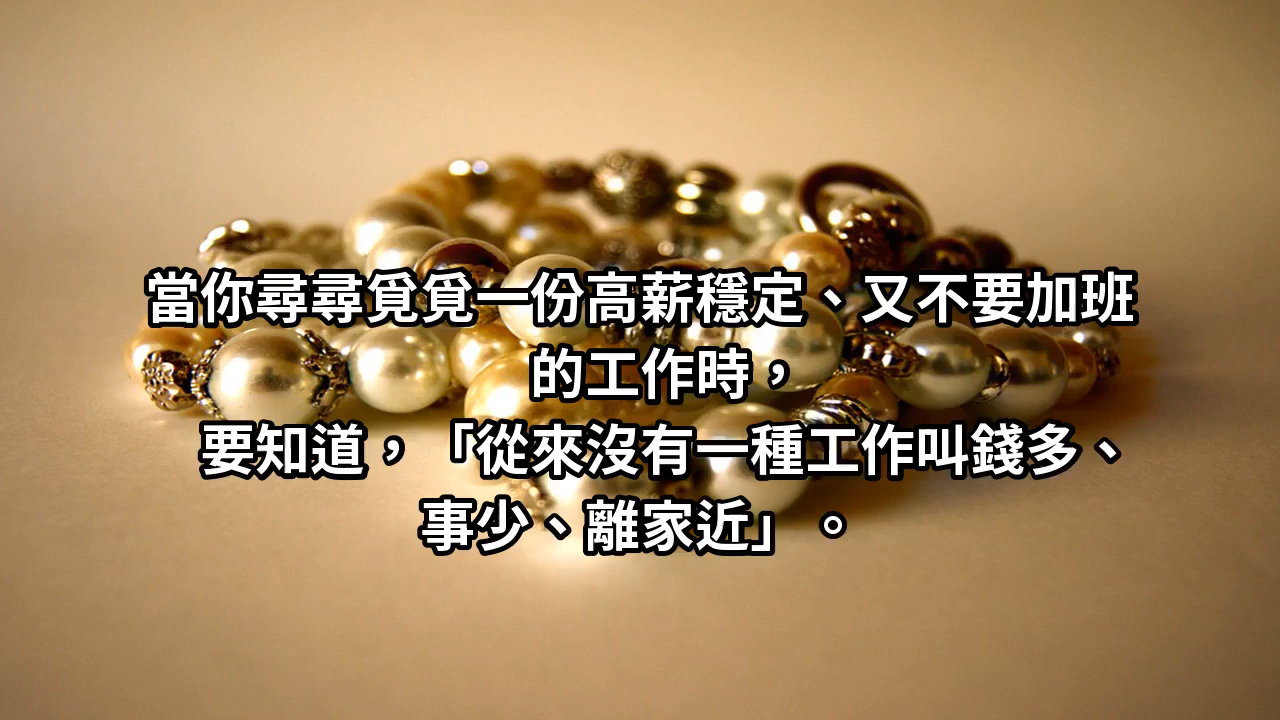 當你尋尋覓覓一份高薪穩定、又不要加班
的工作時，
要知道，「從來沒有一種工作叫錢多、
事少、離家近」。